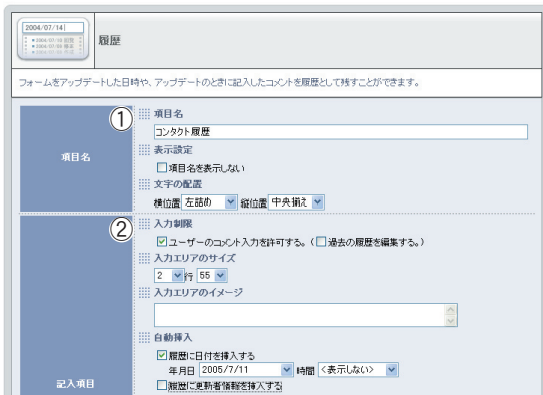 2004/07/14
履歴
フォームをアップデートした日時や、アップデートのときに記入したコメントを履歴として残すことができます。
① 項目名
コンタクト履歴
項目名
表示設定
項目名を表示しない
文字の配置
横位置 左詰め 縦位置 中央揃え
② 入力制限
ユーザーのコメント入力を許可する。(過去の履歴を編集する。)
入力エリアのサイズ
2 行 55
入力エリアのイメージ
自動挿入
履歴に日付を挿入する
年月日 2005/7/11 時間 <表示しない>
記入項目
履歴に更新者情報を挿入する